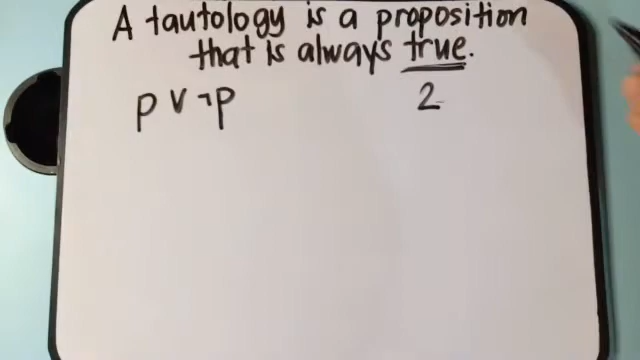 A tautology is a proposition
that is always true.
p ∨ ¬p 2